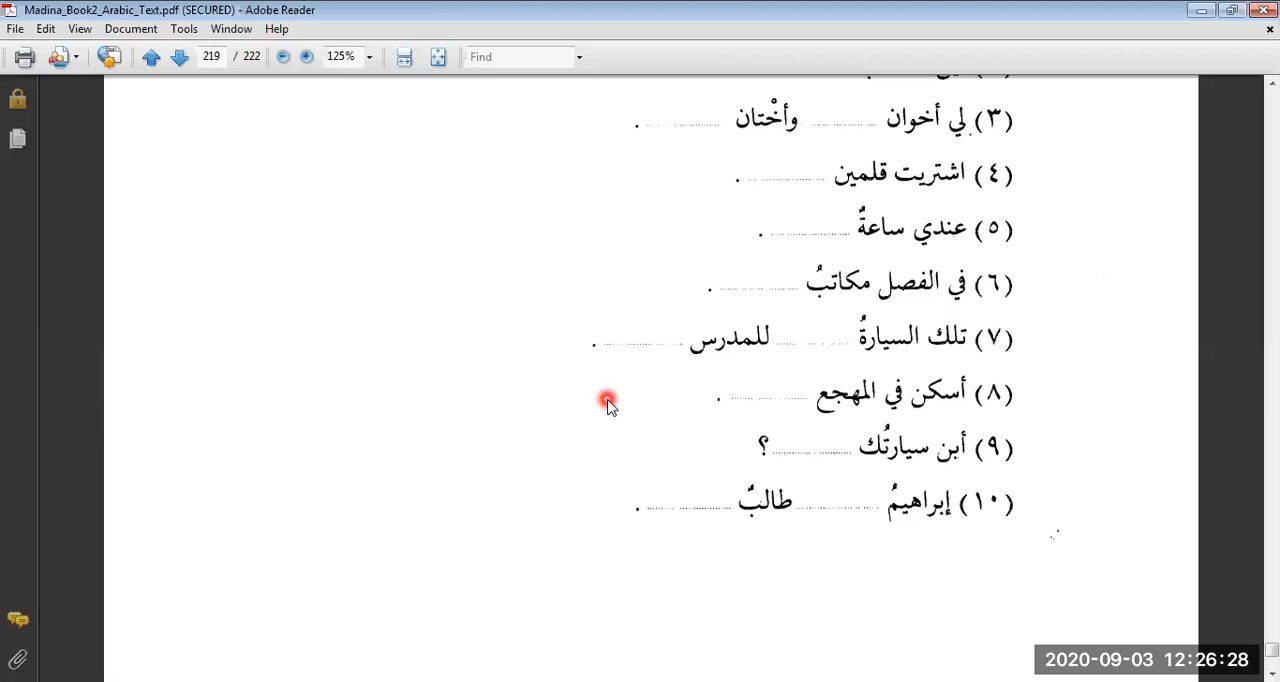 Madina_Book2_Arabic_Text.pdf (SECURED) - Adobe Reader
File Edit View Document Tools Window Help
219 / 222 125% Find
(٣) لي أخوان .......... وأخْتان .......... .
(٤) اشتريت قلمين .......... .
(٥) عندي ساعةٌ .......... .
(٦) في الفصل مكاتبُ .......... .
(٧) تلك السيارةُ .......... للمدرس .......... .
(٨) أسكن في المهجع .......... .
(٩) أبن سيارتُك .......... ؟
(١٠) إبراهيمُ .......... طالبٌ .......... .
2020-09-03 12:26:28